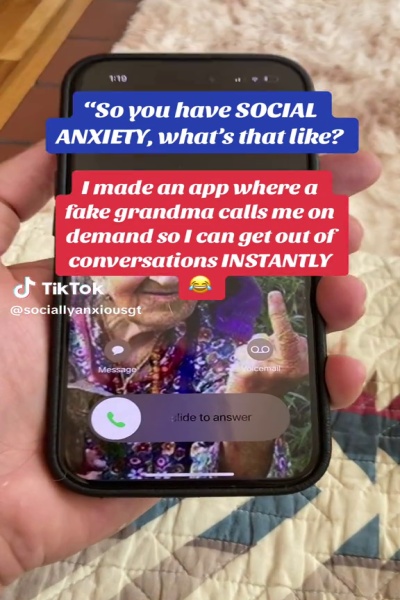 1:19
“So you have SOCIAL
ANXIETY, what’s that like?
I made an app where a
fake grandma calls me on
demand so I can get out of
conversations INSTANTLY
😂
TikTok
@sociallyanxiousgt
Message
Voicemail
slide to answer